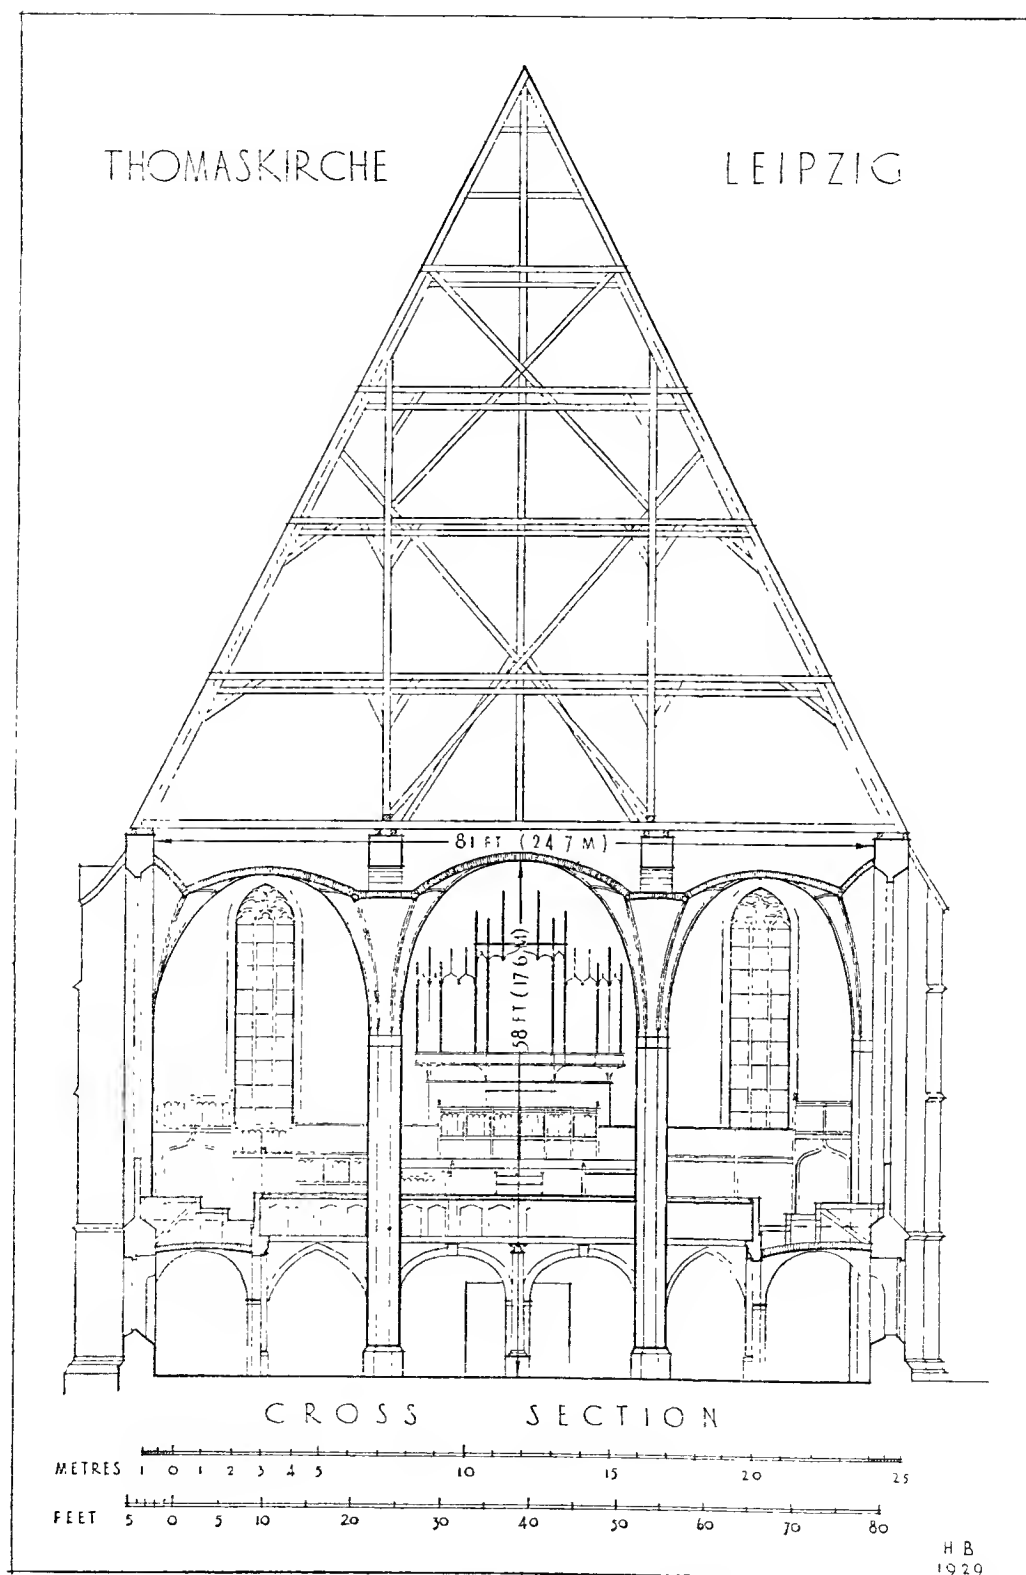 THOMASKIRCHE LEIPZIG
81 FT (24 7 M)
58 FT (17 6 M)
CROSS SECTION
METRES 1 0 1 2 3 4 5 10 15 20 25
FEET 5 0 5 10 20 30 40 50 60 70 80
H B
1929